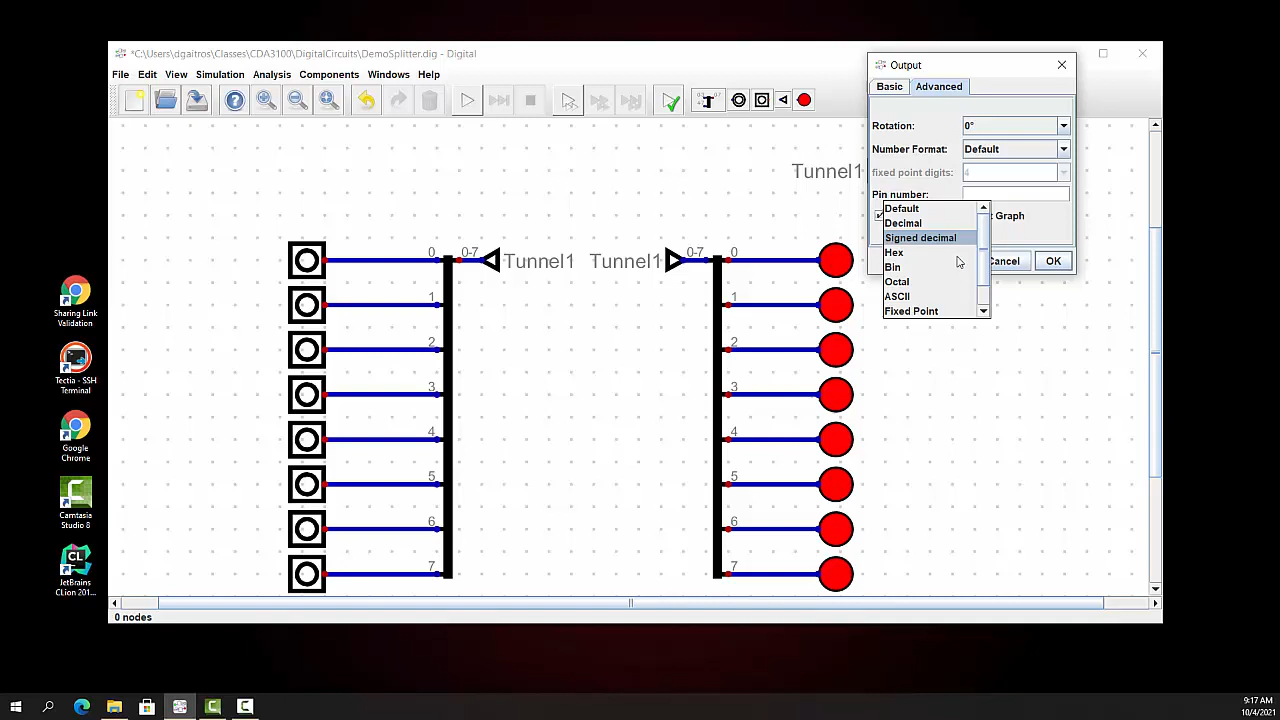 *C:\Users\dgaitros\Classes\CDA3100\DigitalCircuits\DemoSplitter.dig - Digital
File Edit View Simulation Analysis Components Windows Help
Output
Basic Advanced
Rotation: 0°
Number Format: Default
fixed point digits: 4
Pin number:
Graph
Cancel OK
Default
Decimal
Signed decimal
Hex
Bin
Octal
ASCII
Fixed Point
Tunnel1
0 0-7 Tunnel1 Tunnel1 0-7 0
1 1
2 2
3 3
4 4
5 5
6 6
7 7
0 nodes
Sharing Link
Validation
Tectia - SSH
Terminal
Google
Chrome
Camtasia
Studio 8
JetBrains
CLion 201...
9:17 AM
10/4/2021